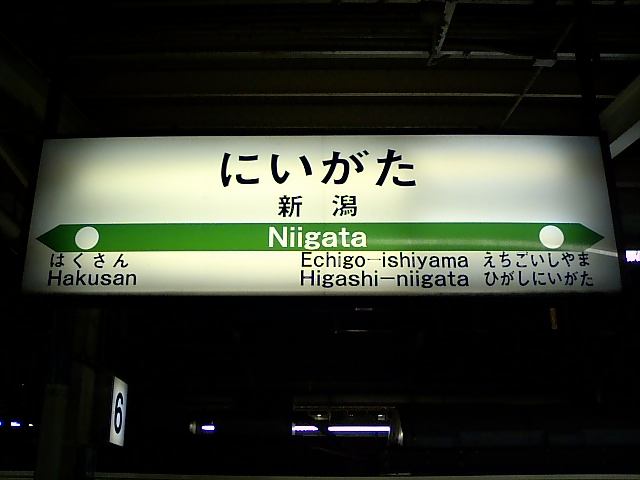 にいがた
新潟
Niigata
はくさん
Hakusan
Echigo-ishiyama えちごいしやま
Higashi-niigata ひがしにいがた
6